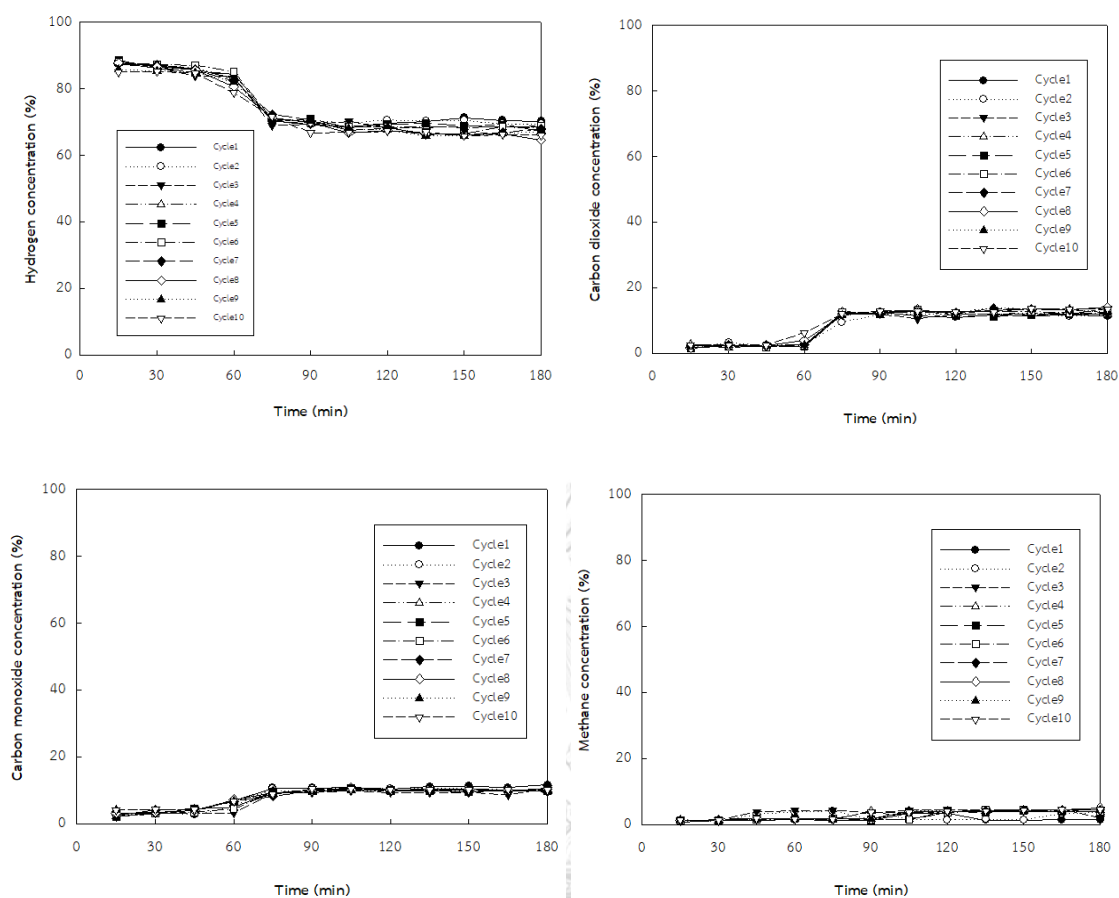 Hydrogen concentration (%)
100
80
60
40
20
0
Cycle1
Cycle2
Cycle3
Cycle4
Cycle5
Cycle6
Cycle7
Cycle8
Cycle9
Cycle10
0 30 60 90 120 150 180
Time (min)
Carbon dioxide concentration (%)
100
80
60
40
20
0
Cycle1
Cycle2
Cycle3
Cycle4
Cycle5
Cycle6
Cycle7
Cycle8
Cycle9
Cycle10
0 30 60 90 120 150 180
Time (min)
Carbon monoxide concentration (%)
100
80
60
40
20
0
Cycle1
Cycle2
Cycle3
Cycle4
Cycle5
Cycle6
Cycle7
Cycle8
Cycle9
Cycle10
0 30 60 90 120 150 180
Time (min)
Methane concentration (%)
100
80
60
40
20
0
Cycle1
Cycle2
Cycle3
Cycle4
Cycle5
Cycle6
Cycle7
Cycle8
Cycle9
Cycle10
0 30 60 90 120 150 180
Time (min)